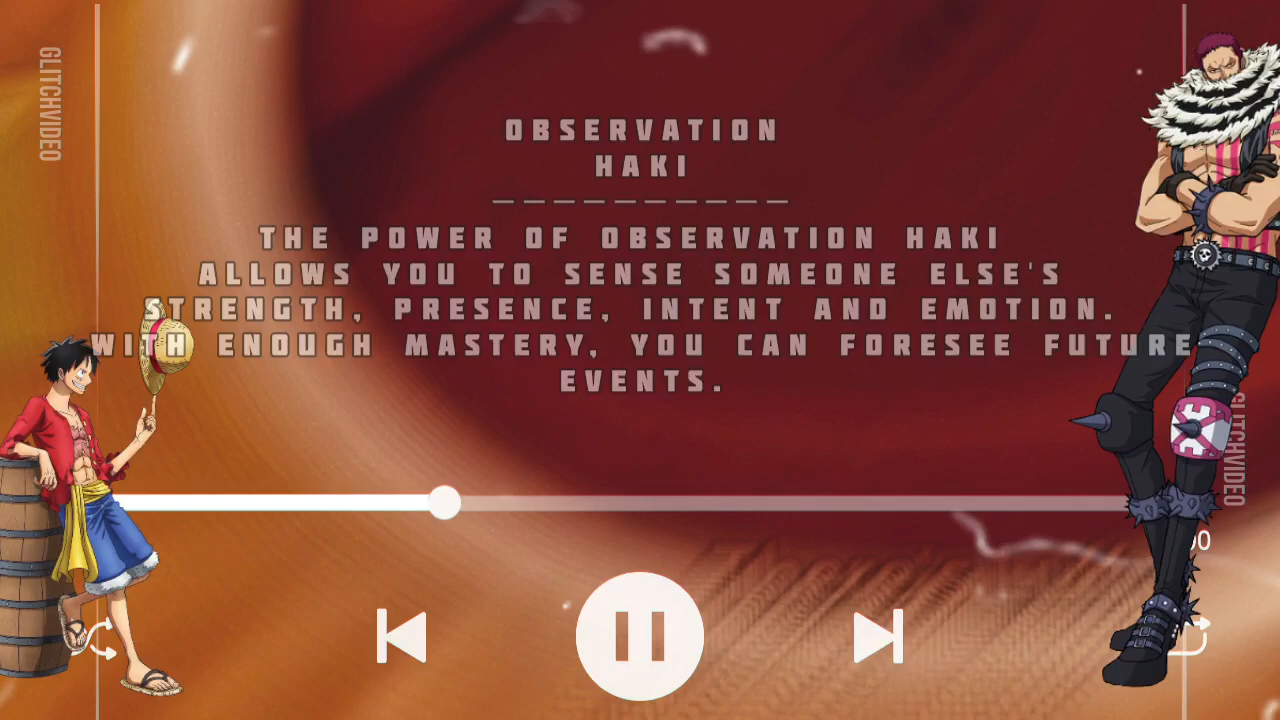 GLITCHVIDEO
OBSERVATION
HAKI
__________
THE POWER OF OBSERVATION HAKI
ALLOWS YOU TO SENSE SOMEONE ELSE'S
STRENGTH, PRESENCE, INTENT AND EMOTION.
WITH ENOUGH MASTERY, YOU CAN FORESEE FUTURE
EVENTS.
GLITCHVIDEO